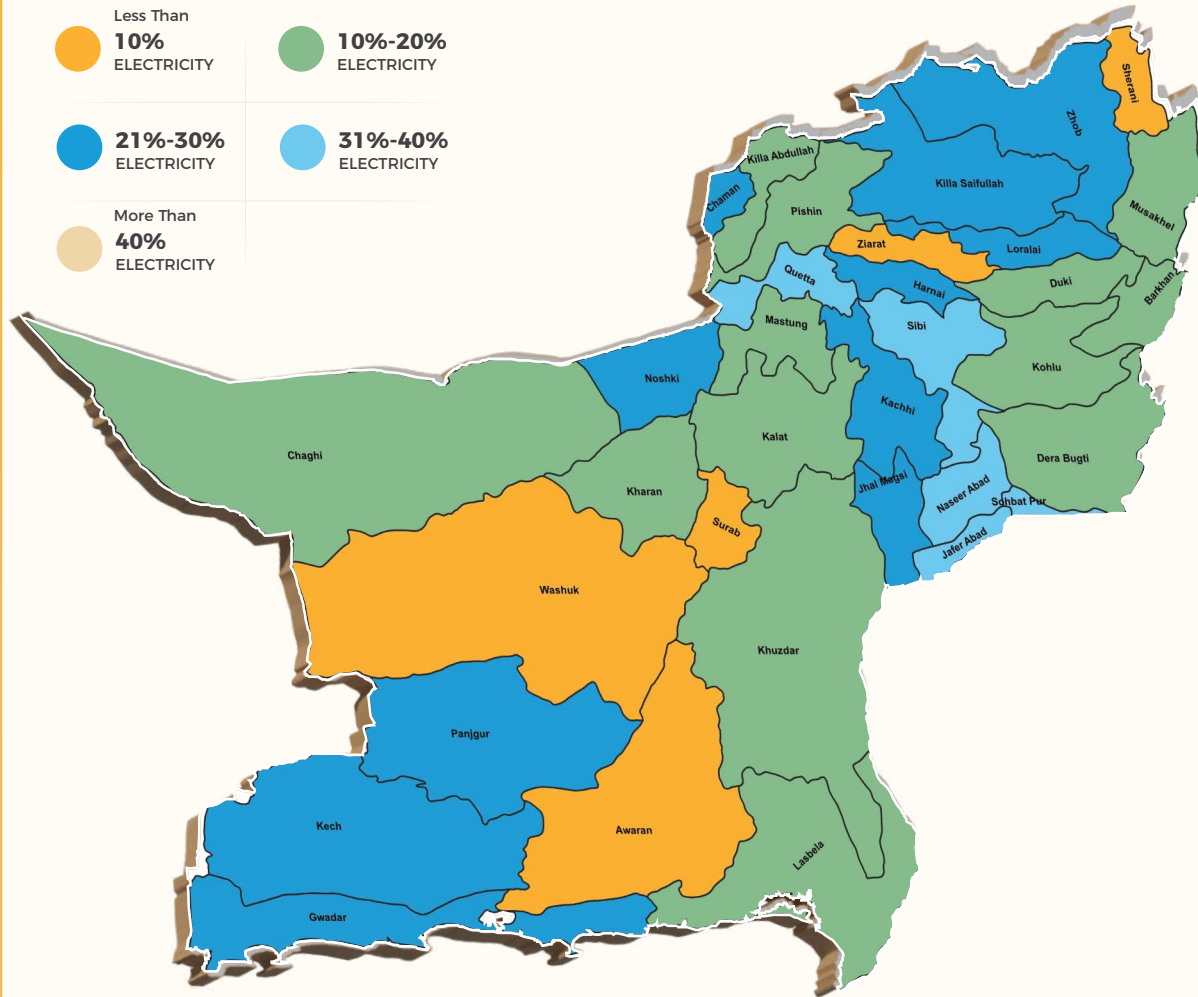 Less Than
10%
ELECTRICITY
10%-20%
ELECTRICITY
21%-30%
ELECTRICITY
31%-40%
ELECTRICITY
More Than
40%
ELECTRICITY
Sherani
Zhob
Killa Abdullah
Killa Saifullah
Chaman
Pishin
Musakhel
Ziarat
Loralai
Quetta
Harnai
Duki
Barkhan
Mastung
Sibi
Kohlu
Noshki
Kachhi
Kalat
Chaghi
Dera Bugti
Kharan
Jhal Magsi
Naseer Abad
Sohbat Pur
Surab
Jafer Abad
Washuk
Khuzdar
Panjgur
Kech
Awaran
Lasbela
Gwadar